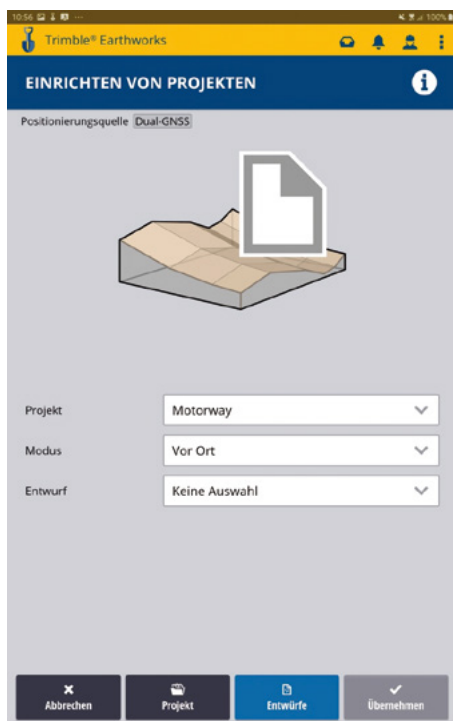 10:56 ... 100%
Trimble® Earthworks
EINRICHTEN VON PROJEKTEN
Positionierungsquelle Dual-GNSS
Projekt Motorway
Modus Vor Ort
Entwurf Keine Auswahl
Abbrechen Projekt Entwürfe Übernehmen